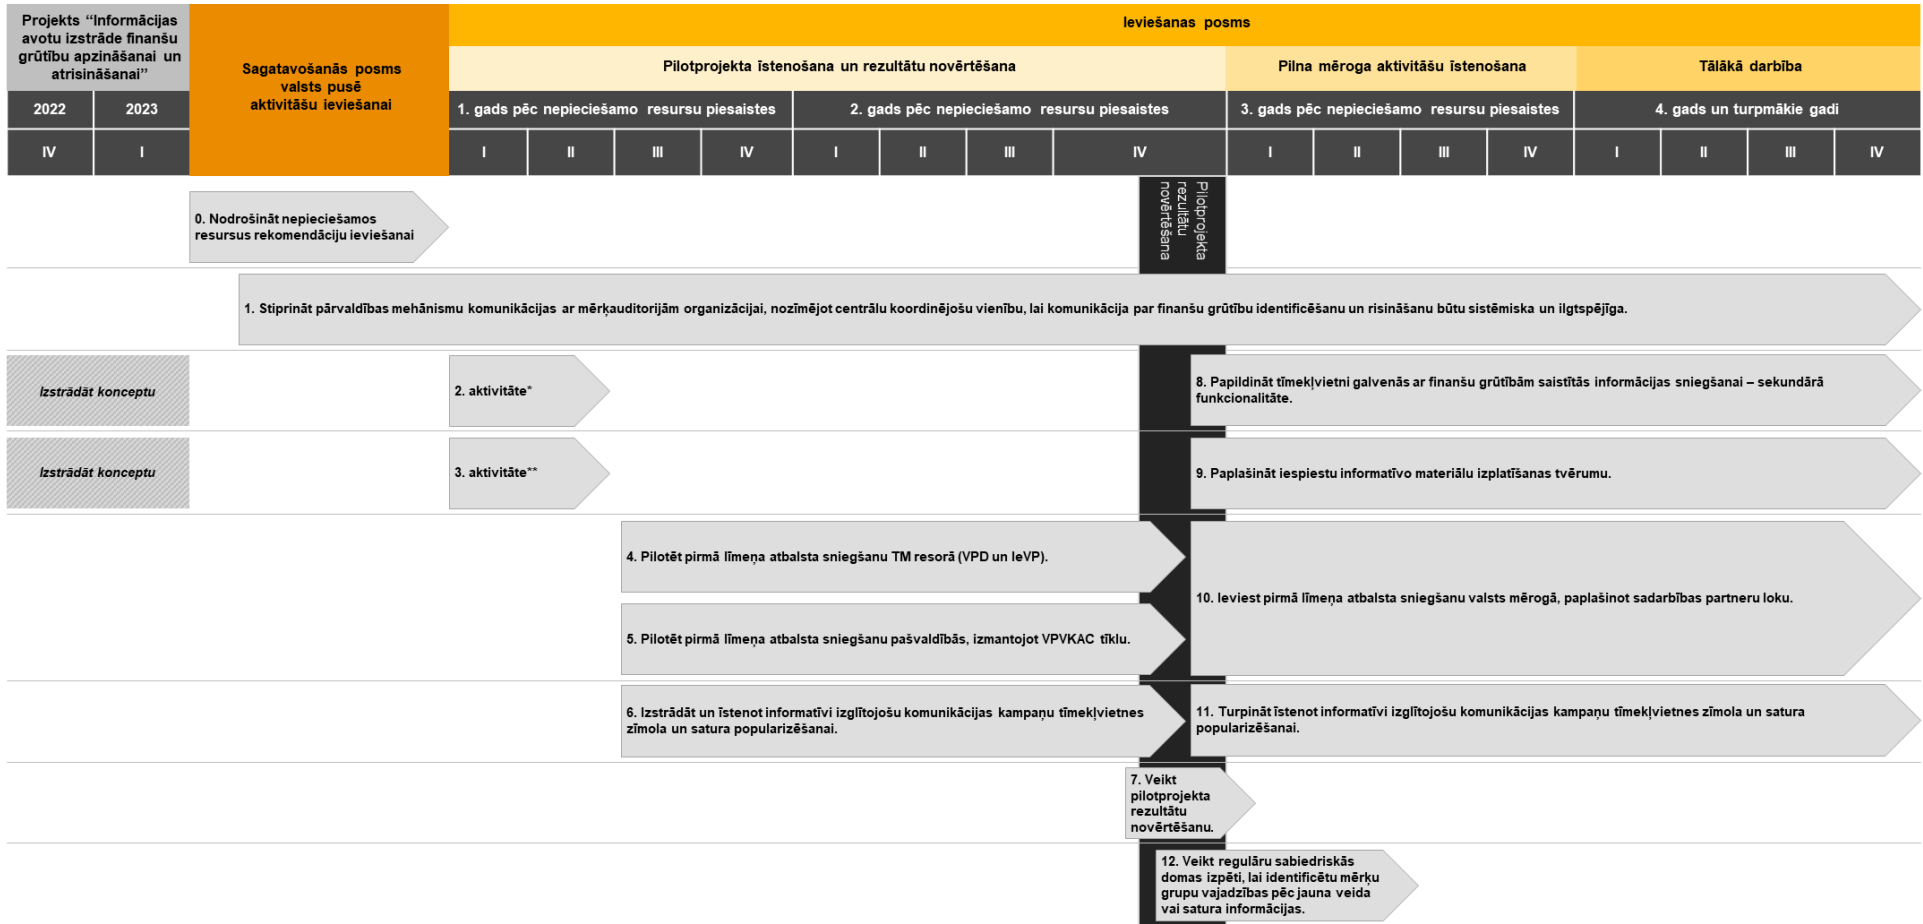 Projekts “Informācijas
avotu izstrāde finanšu
grūtību apzināšanai un
atrisināšanai”
Sagatavošanās posms
valsts pusē
aktivitāšu ieviešanai
Ieviešanas posms
Pilotprojekta īstenošana un rezultātu novērtēšana
Pilna mēroga aktivitāšu īstenošana
Tālākā darbība
2022
2023
1. gads pēc nepieciešamo resursu piesaistes
2. gads pēc nepieciešamo resursu piesaistes
3. gads pēc nepieciešamo resursu piesaistes
4. gads un turpmākie gadi
IV
I
I
II
III
IV
I
II
III
IV
I
II
III
IV
I
II
III
IV
Pilotprojekta
rezultātu
novērtēšana
0. Nodrošināt nepieciešamos
resursus rekomendāciju ieviešanai
1. Stiprināt pārvaldības mehānismu komunikācijas ar mērķauditorijām organizācijai, nozīmējot centrālu koordinējošu vienību, lai komunikācija par finanšu grūtību identificēšanu un risināšanu būtu sistēmiska un ilgtspējīga.
Izstrādāt konceptu
2. aktivitāte*
8. Papildināt tīmekļvietni galvenās ar finanšu grūtībām saistītās informācijas sniegšanai – sekundārā
funkcionalitāte.
Izstrādāt konceptu
3. aktivitāte**
9. Paplašināt iespiestu informatīvo materiālu izplatīšanas tvērumu.
4. Pilotēt pirmā līmeņa atbalsta sniegšanu TM resorā (VPD un IeVP).
5. Pilotēt pirmā līmeņa atbalsta sniegšanu pašvaldībās, izmantojot VPVKAC tīklu.
10. Ieviest pirmā līmeņa atbalsta sniegšanu valsts mērogā, paplašinot sadarbības partneru loku.
6. Izstrādāt un īstenot informatīvi izglītojošu komunikācijas kampaņu tīmekļvietnes
zīmola un satura popularizēšanai.
11. Turpināt īstenot informatīvi izglītojošu komunikācijas kampaņu tīmekļvietnes zīmola un satura
popularizēšanai.
7. Veikt
pilotprojekta
rezultātu
novērtēšanu.
12. Veikt regulāru sabiedriskās
domas izpēti, lai identificētu mērķu
grupu vajadzības pēc jauna veida
vai satura informācijas.